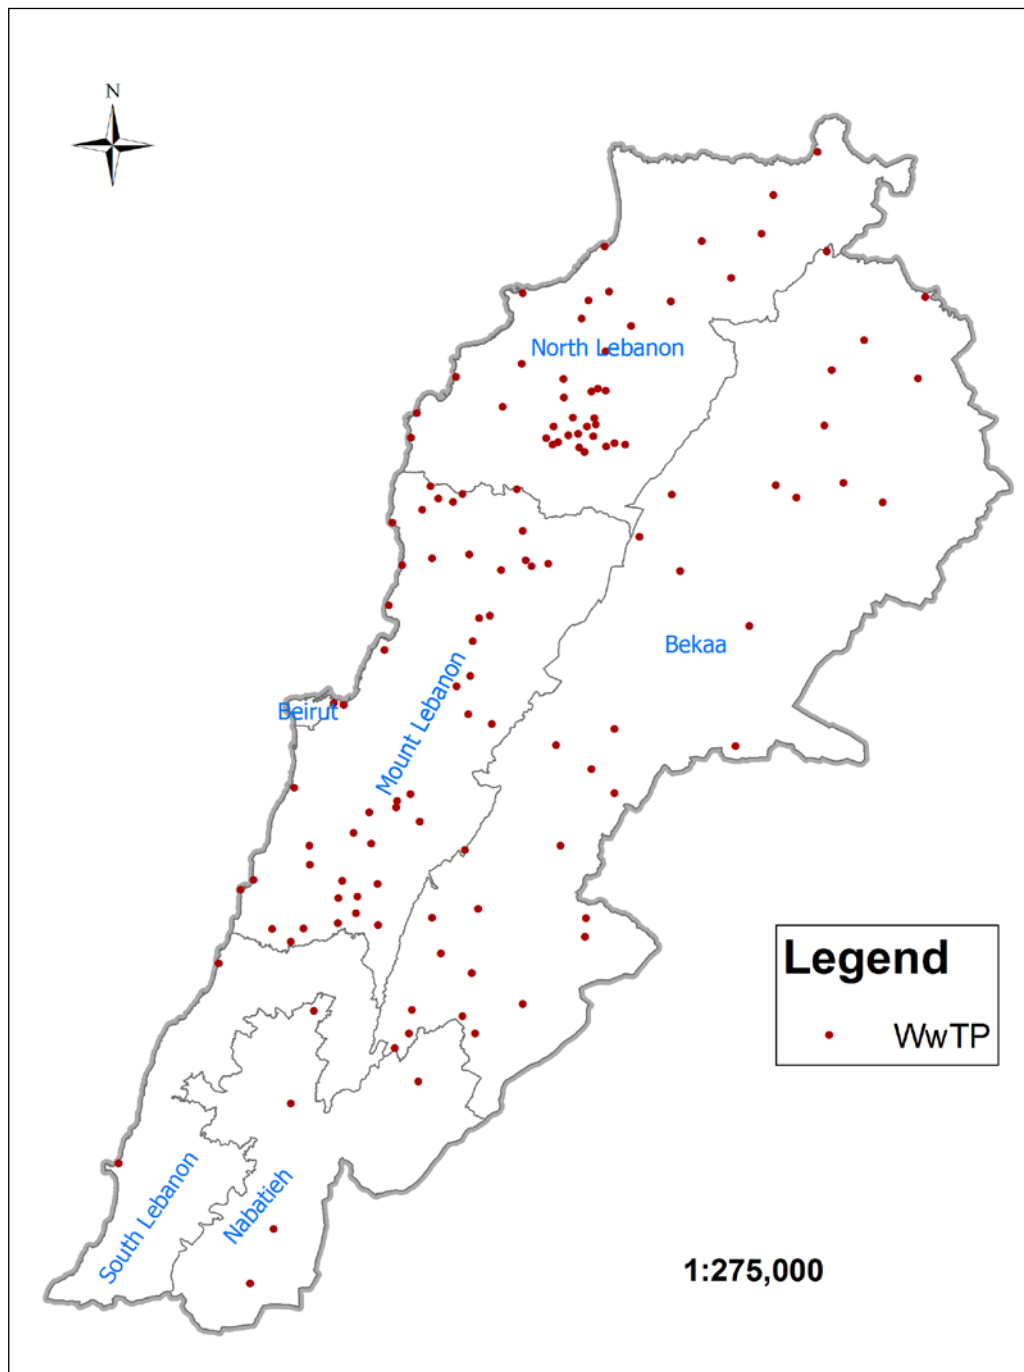 N
North Lebanon
Bekaa
Beirut
Mount Lebanon
Legend
WwTP
South Lebanon
Nabatieh
1:275,000